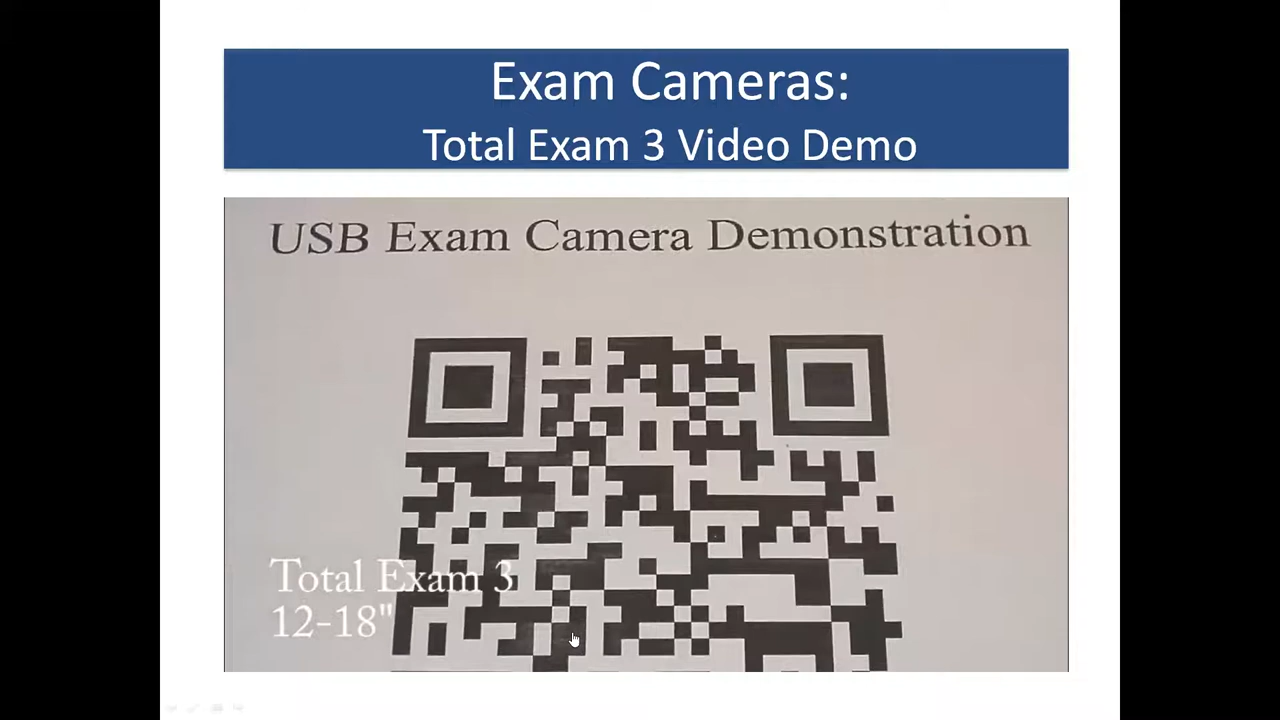 Exam Cameras:
Total Exam 3 Video Demo
USB Exam Camera Demonstration
Total Exam 3
12-18"